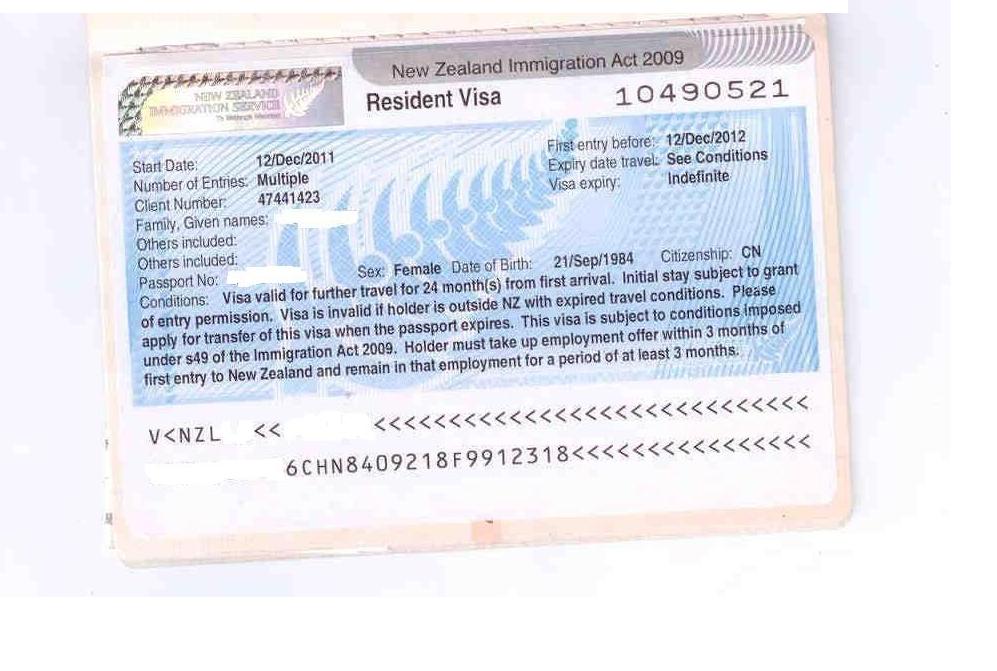 New Zealand Immigration Act 2009
NEW ZEALAND
IMMIGRATION SERVICE
Resident Visa
10490521
Start Date: 12/Dec/2011
First entry before: 12/Dec/2012
Number of Entries: Multiple
Expiry date travel: See Conditions
Client Number: 47441423
Visa expiry: Indefinite
Family, Given names:
Others included:
Others included:
Passport No:
Sex: Female Date of Birth: 21/Sep/1984 Citizenship: CN
Conditions: Visa valid for further travel for 24 month(s) from first arrival. Initial stay subject to grant
of entry permission. Visa is invalid if holder is outside NZ with expired travel conditions. Please
apply for transfer of this visa when the passport expires. This visa is subject to conditions imposed
under s49 of the Immigration Act 2009. Holder must take up employment offer within 3 months of
first entry to New Zealand and remain in that employment for a period of at least 3 months.
V<NZL << <<<<<<<<<<<<<<<<<<<<<<<<<<<<<<
6CHN8409218F9912318<<<<<<<<<<<<<<<<